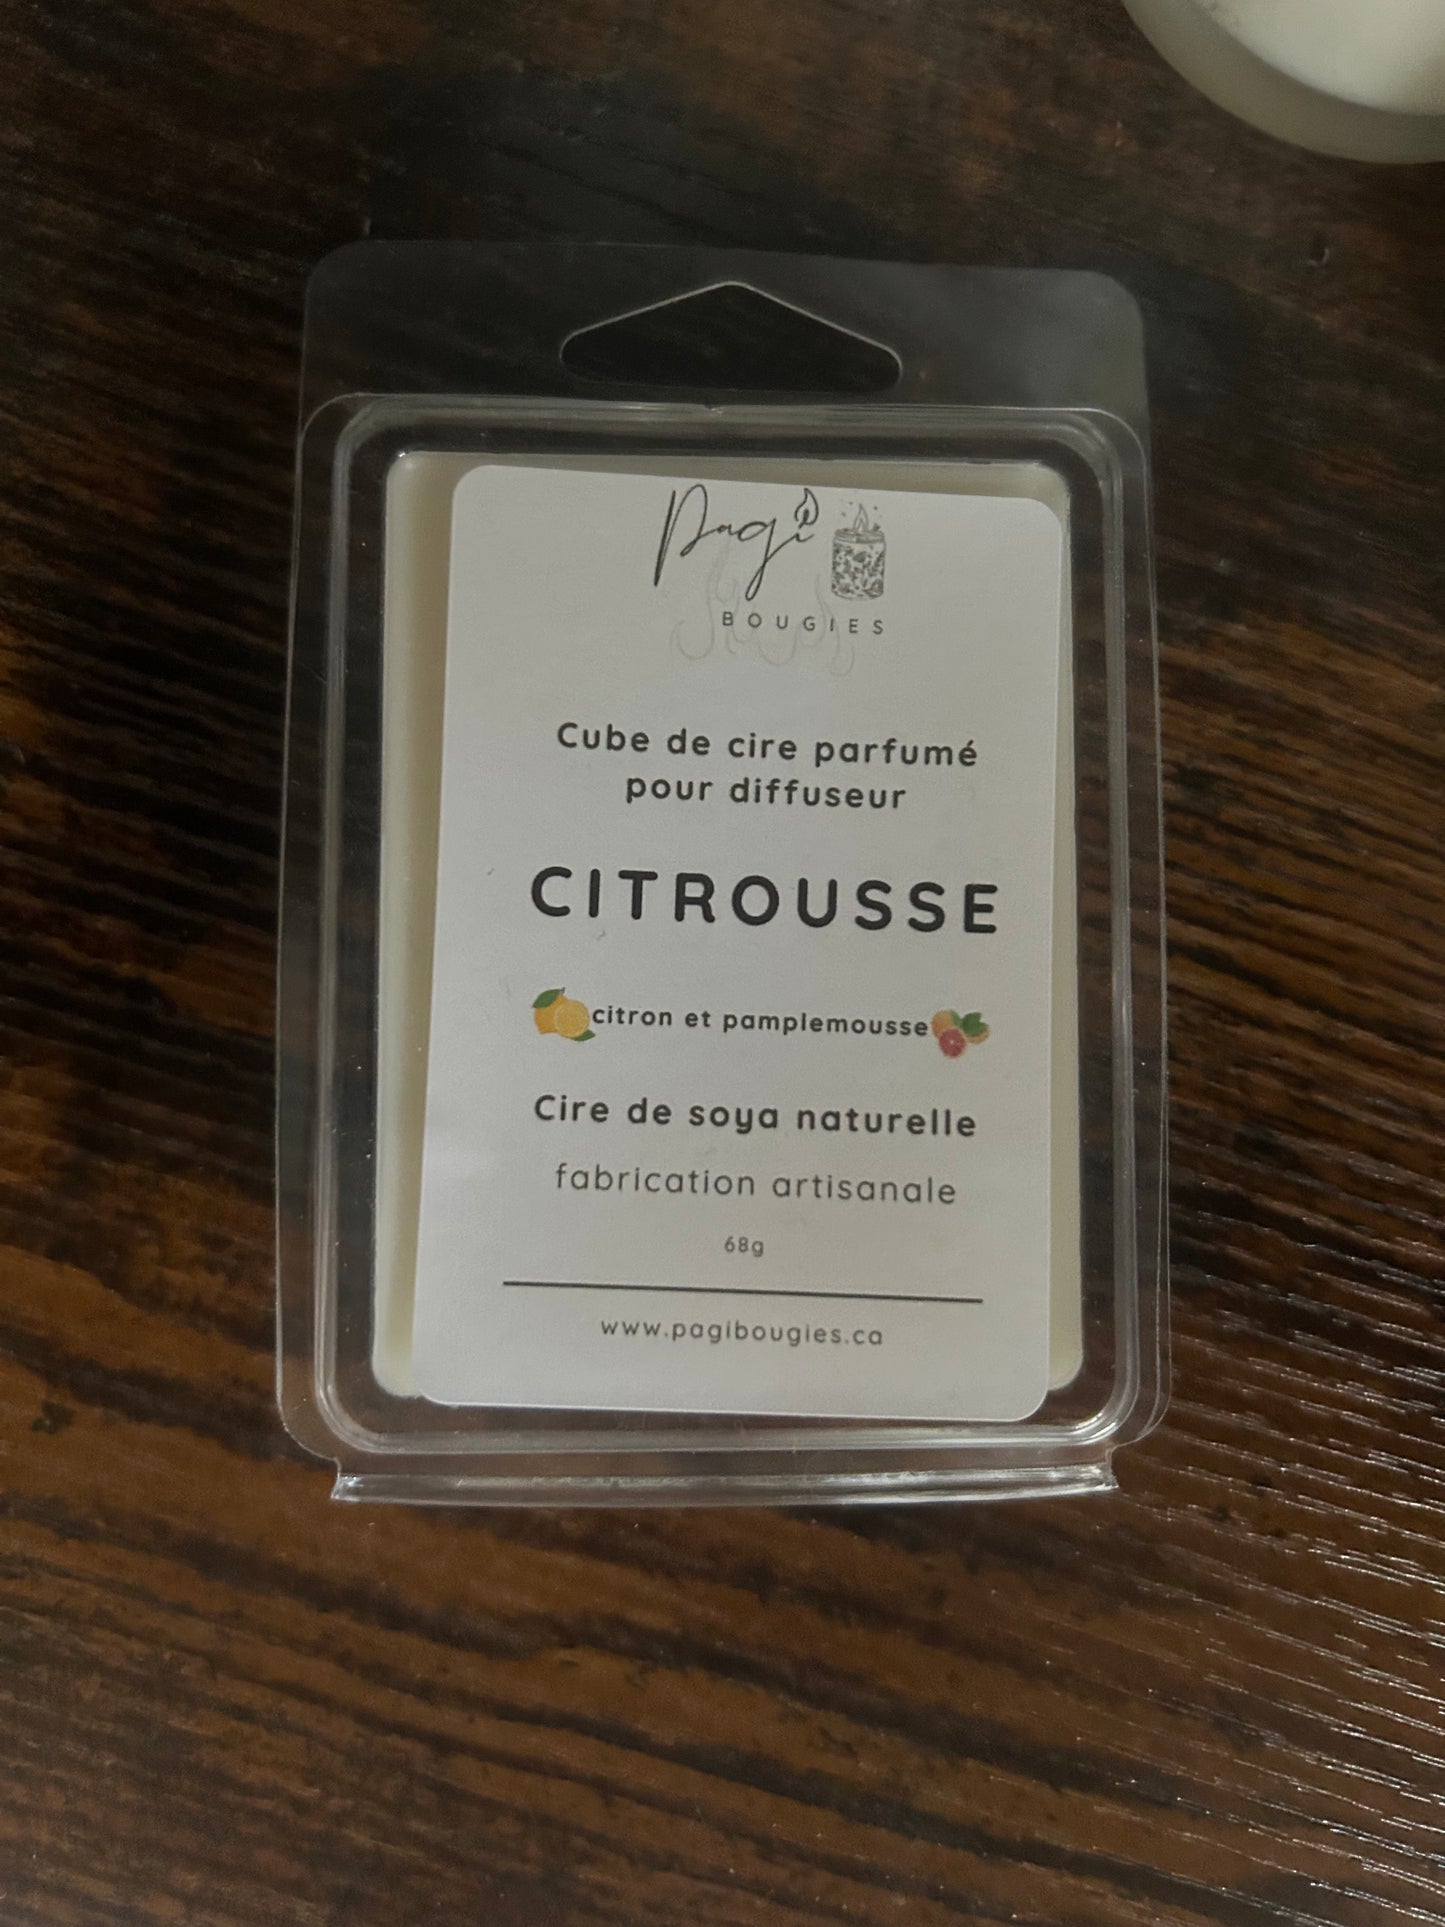 Pagi
BOUGIES
Cube de cire parfumé
pour diffuseur
CITROUSSE
citron et pamplemousse
Cire de soya naturelle
fabrication artisanale
68g
www.pagibougies.ca